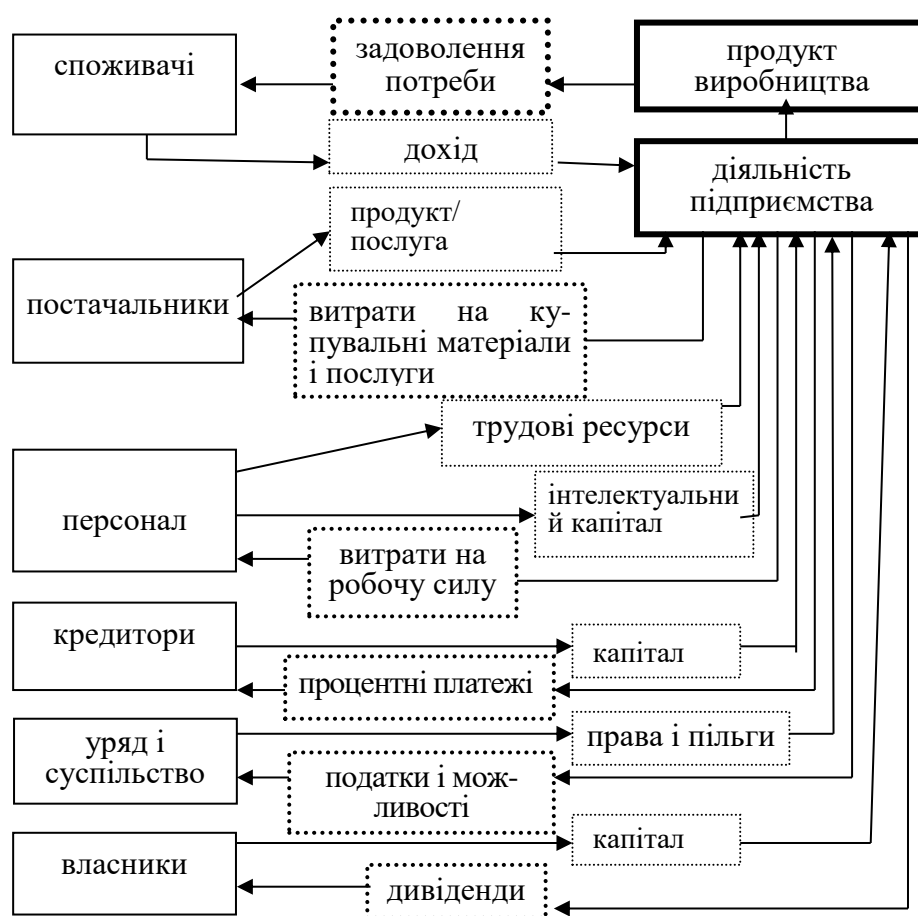 споживачі
задоволення
потреби
продукт
виробництва
дохід
діяльність
підприємства
продукт/
послуга
постачальники
витрати на ку-
пувальні матеріали
і послуги
трудові ресурси
персонал
інтелектуальни
й капітал
витрати на
робочу силу
кредитори
капітал
процентні платежі
уряд і
суспільство
права і пільги
податки і мож-
ливості
власники
капітал
дивіденди